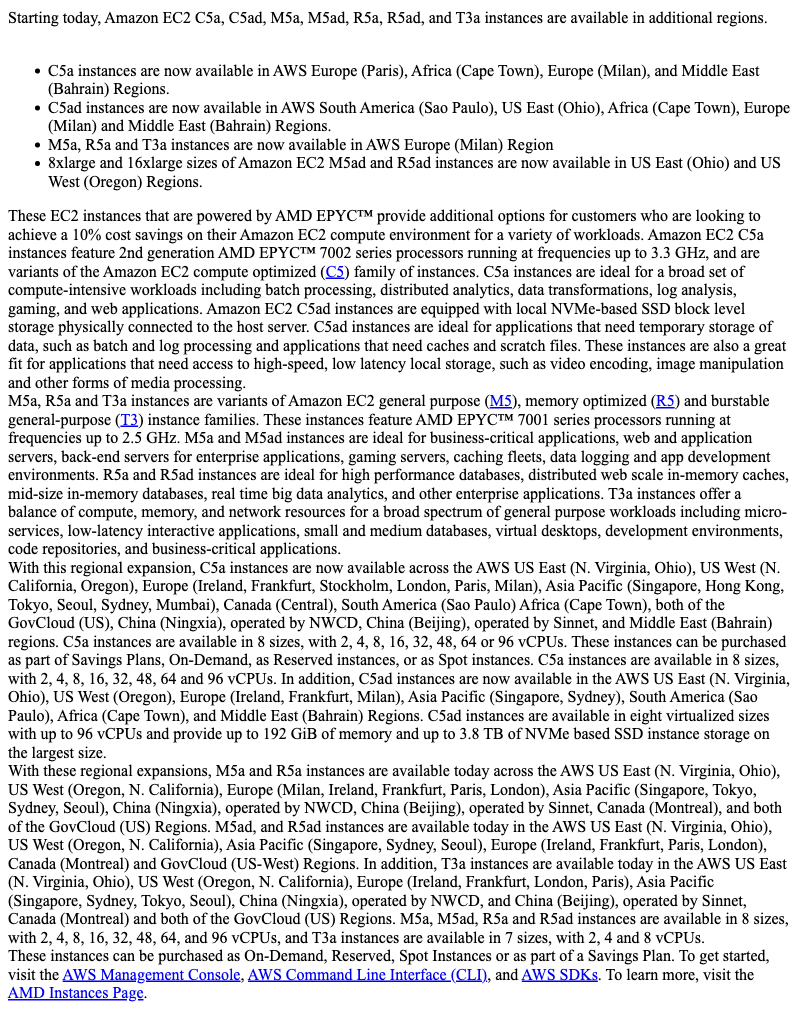 Starting today, Amazon EC2 C5a, C5ad, M5a, M5ad, R5a, R5ad, and T3a instances are available in additional regions.
• C5a instances are now available in AWS Europe (Paris), Africa (Cape Town), Europe (Milan), and Middle East
(Bahrain) Regions.
• C5ad instances are now available in AWS South America (Sao Paulo), US East (Ohio), Africa (Cape Town), Europe
(Milan) and Middle East (Bahrain) Regions.
• M5a, R5a and T3a instances are now available in AWS Europe (Milan) Region
• 8xlarge and 16xlarge sizes of Amazon EC2 M5ad and R5ad instances are now available in US East (Ohio) and US
West (Oregon) Regions.
These EC2 instances that are powered by AMD EPYC™ provide additional options for customers who are looking to
achieve a 10% cost savings on their Amazon EC2 compute environment for a variety of workloads. Amazon EC2 C5a
instances feature 2nd generation AMD EPYC™ 7002 series processors running at frequencies up to 3.3 GHz, and are
variants of the Amazon EC2 compute optimized (C5) family of instances. C5a instances are ideal for a broad set of
compute-intensive workloads including batch processing, distributed analytics, data transformations, log analysis,
gaming, and web applications. Amazon EC2 C5ad instances are equipped with local NVMe-based SSD block level
storage physically connected to the host server. C5ad instances are ideal for applications that need temporary storage of
data, such as batch and log processing and applications that need caches and scratch files. These instances are also a great
fit for applications that need access to high-speed, low latency local storage, such as video encoding, image manipulation
and other forms of media processing.
M5a, R5a and T3a instances are variants of Amazon EC2 general purpose (M5), memory optimized (R5) and burstable
general-purpose (T3) instance families. These instances feature AMD EPYC™ 7001 series processors running at
frequencies up to 2.5 GHz. M5a and M5ad instances are ideal for business-critical applications, web and application
servers, back-end servers for enterprise applications, gaming servers, caching fleets, data logging and app development
environments. R5a and R5ad instances are ideal for high performance databases, distributed web scale in-memory caches,
mid-size in-memory databases, real time big data analytics, and other enterprise applications. T3a instances offer a
balance of compute, memory, and network resources for a broad spectrum of general purpose workloads including micro-
services, low-latency interactive applications, small and medium databases, virtual desktops, development environments,
code repositories, and business-critical applications.
With this regional expansion, C5a instances are now available across the AWS US East (N. Virginia, Ohio), US West (N.
California, Oregon), Europe (Ireland, Frankfurt, Stockholm, London, Paris, Milan), Asia Pacific (Singapore, Hong Kong,
Tokyo, Seoul, Sydney, Mumbai), Canada (Central), South America (Sao Paulo) Africa (Cape Town), both of the
GovCloud (US), China (Ningxia), operated by NWCD, China (Beijing), operated by Sinnet, and Middle East (Bahrain)
regions. C5a instances are available in 8 sizes, with 2, 4, 8, 16, 32, 48, 64 or 96 vCPUs. These instances can be purchased
as part of Savings Plans, On-Demand, as Reserved instances, or as Spot instances. C5a instances are available in 8 sizes,
with 2, 4, 8, 16, 32, 48, 64 and 96 vCPUs. In addition, C5ad instances are now available in the AWS US East (N. Virginia,
Ohio), US West (Oregon), Europe (Ireland, Frankfurt, Milan), Asia Pacific (Singapore, Sydney), South America (Sao
Paulo), Africa (Cape Town), and Middle East (Bahrain) Regions. C5ad instances are available in eight virtualized sizes
with up to 96 vCPUs and provide up to 192 GiB of memory and up to 3.8 TB of NVMe based SSD instance storage on
the largest size.
With these regional expansions, M5a and R5a instances are available today across the AWS US East (N. Virginia, Ohio),
US West (Oregon, N. California), Europe (Milan, Ireland, Frankfurt, Paris, London), Asia Pacific (Singapore, Tokyo,
Sydney, Seoul), China (Ningxia), operated by NWCD, China (Beijing), operated by Sinnet, Canada (Montreal), and both
of the GovCloud (US) Regions. M5ad, and R5ad instances are available today in the AWS US East (N. Virginia, Ohio),
US West (Oregon, N. California), Asia Pacific (Singapore, Sydney, Seoul), Europe (Ireland, Frankfurt, Paris, London),
Canada (Montreal) and GovCloud (US-West) Regions. In addition, T3a instances are available today in the AWS US East
(N. Virginia, Ohio), US West (Oregon, N. California), Europe (Ireland, Frankfurt, London, Paris), Asia Pacific
(Singapore, Sydney, Tokyo, Seoul), China (Ningxia), operated by NWCD, and China (Beijing), operated by Sinnet,
Canada (Montreal) and both of the GovCloud (US) Regions. M5a, M5ad, R5a and R5ad instances are available in 8 sizes,
with 2, 4, 8, 16, 32, 48, 64, and 96 vCPUs, and T3a instances are available in 7 sizes, with 2, 4 and 8 vCPUs.
These instances can be purchased as On-Demand, Reserved, Spot Instances or as part of a Savings Plan. To get started,
visit the AWS Management Console, AWS Command Line Interface (CLI), and AWS SDKs. To learn more, visit the
AMD Instances Page.